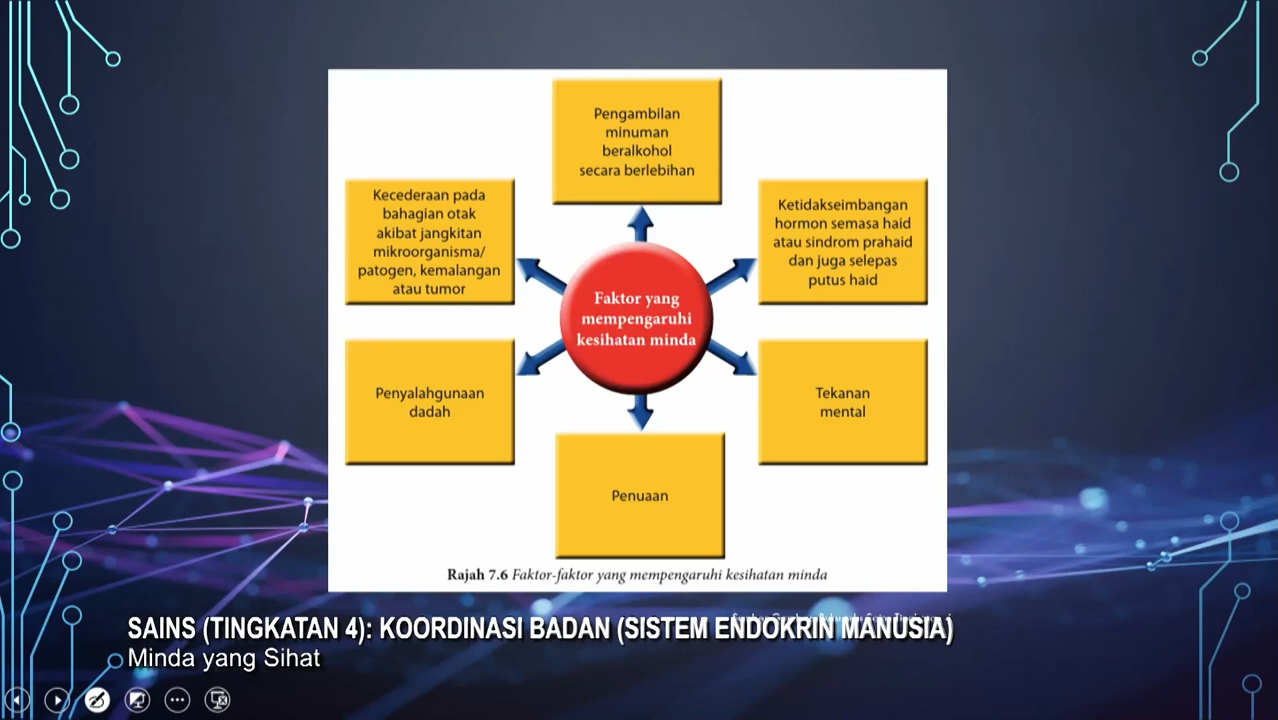 Pengambilan
minuman
beralkohol
secara berlebihan
Kecederaan pada
bahagian otak
akibat jangkitan
mikroorganisma/
patogen, kemalangan
atau tumor
Ketidakseimbangan
hormon semasa haid
atau sindrom prahaid
dan juga selepas
putus haid
Faktor yang
mempengaruhi
kesihatan minda
Penyalahgunaan
dadah
Tekanan
mental
Penuaan
Rajah 7.6 Faktor-faktor yang mempengaruhi kesihatan minda
SAINS (TINGKATAN 4): KOORDINASI BADAN (SISTEM ENDOKRIN MANUSIA)
Minda yang Sihat